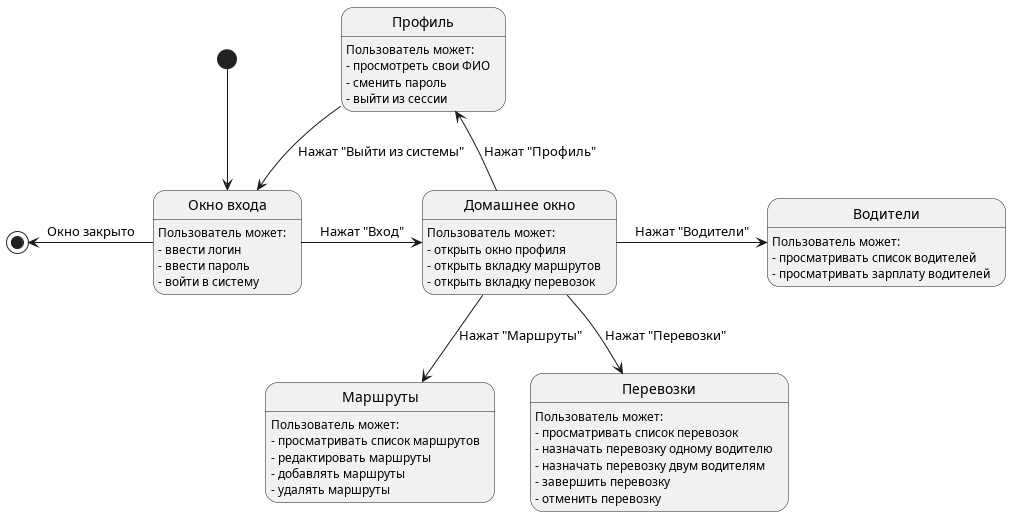 Профиль
Пользователь может:
- просмотреть свои ФИО
- сменить пароль
- выйти из сессии
Нажат "Выйти из системы"
Нажат "Профиль"
Окно закрыто
Окно входа
Пользователь может:
- ввести логин
- ввести пароль
- войти в систему
Нажат "Вход"
Домашнее окно
Пользователь может:
- открыть окно профиля
- открыть вкладку маршрутов
- открыть вкладку перевозок
Нажат "Водители"
Водители
Пользователь может:
- просматривать список водителей
- просматривать зарплату водителей
Нажат "Маршруты"
Нажат "Перевозки"
Маршруты
Пользователь может:
- просматривать список маршрутов
- редактировать маршруты
- добавлять маршруты
- удалять маршруты
Перевозки
Пользователь может:
- просматривать список перевозок
- назначать перевозку одному водителю
- назначать перевозку двум водителям
- завершить перевозку
- отменить перевозку